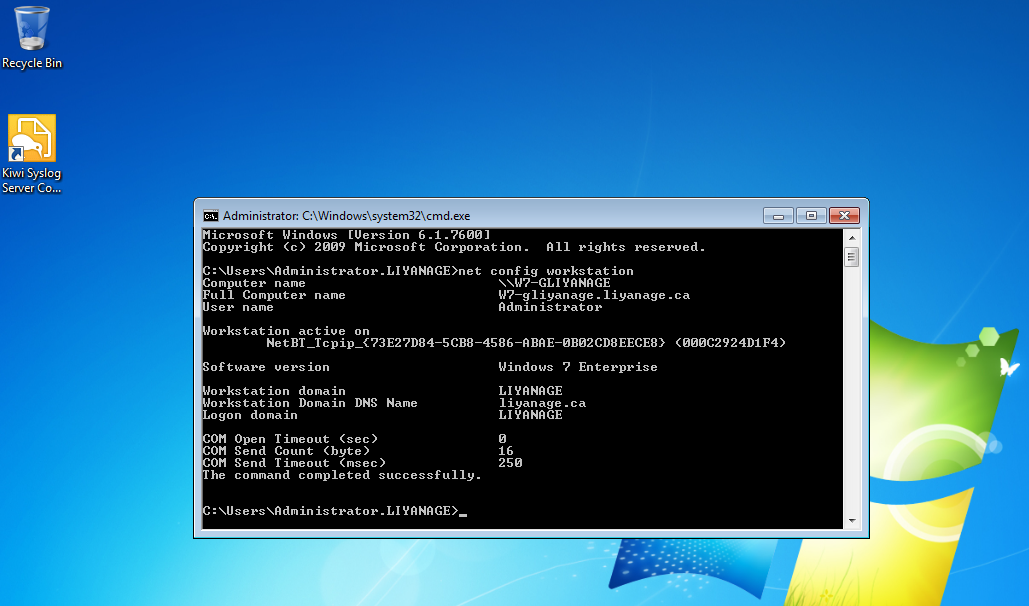 Recycle Bin
Kiwi Syslog
Server Co...
Administrator: C:\Windows\system32\cmd.exe
Microsoft Windows [Version 6.1.7600]
Copyright (c) 2009 Microsoft Corporation.  All rights reserved.
C:\Users\Administrator.LIYANAGE>net config workstation
Computer name                        \\W7-GLIYANAGE
Full Computer name                   W7-gliyanage.liyanage.ca
User name                            Administrator
Workstation active on
        NetBT_Tcpip_{73E27D84-5CB8-4586-ABAE-0B02CD8EECE8} (000C2924D1F4)
Software version                     Windows 7 Enterprise
Workstation domain                   LIYANAGE
Workstation Domain DNS Name          liyanage.ca
Logon domain                         LIYANAGE
COM Open Timeout (sec)               0
COM Send Count (byte)                16
COM Send Timeout (msec)              250
The command completed successfully.
C:\Users\Administrator.LIYANAGE>_